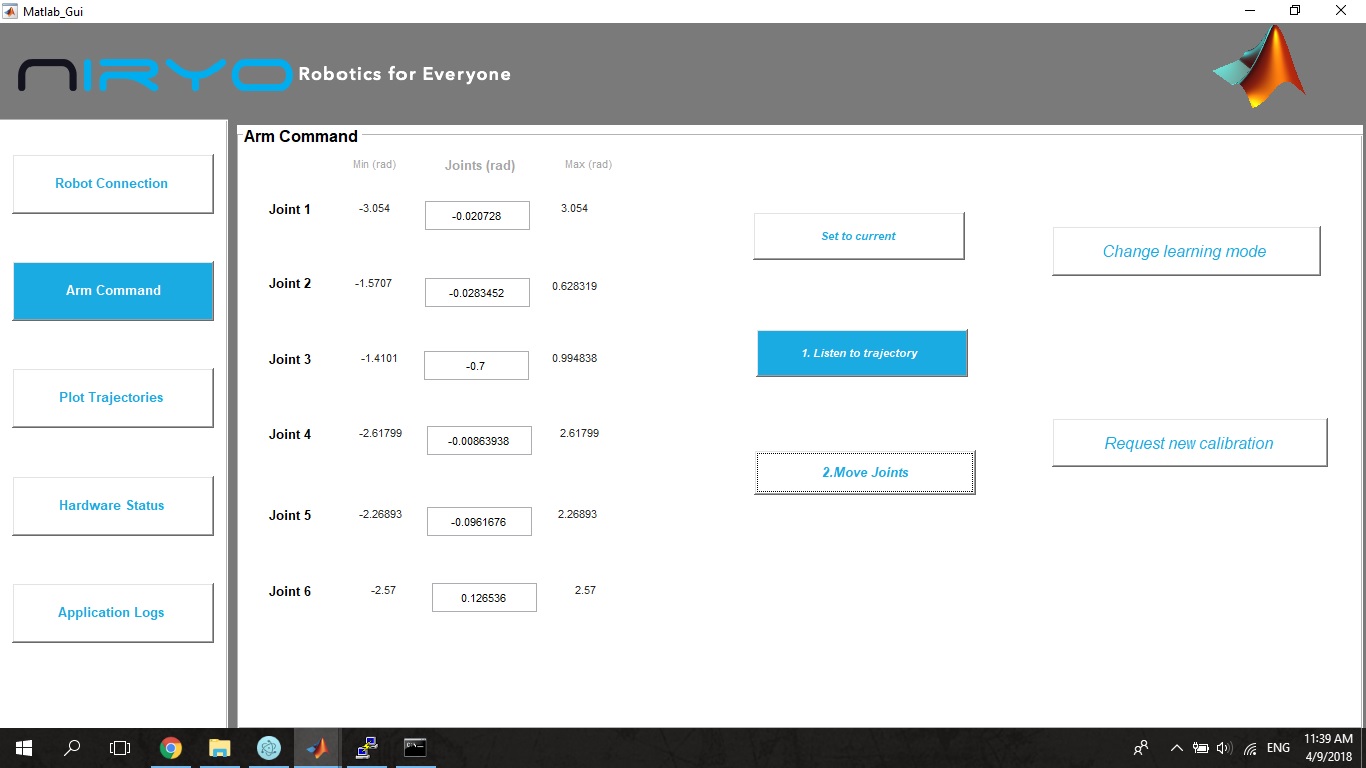 Matlab_Gui
NIRYO Robotics for Everyone
Robot Connection
Arm Command
Plot Trajectories
Hardware Status
Application Logs
Arm Command
Min (rad) Joints (rad) Max (rad)
Joint 1 -3.054 -0.020728 3.054
Joint 2 -1.5707 -0.0283452 0.628319
Joint 3 -1.4101 -0.7 0.994838
Joint 4 -2.61799 -0.00863938 2.61799
Joint 5 -2.26893 -0.0961676 2.26893
Joint 6 -2.57 0.126536 2.57
Set to current
1. Listen to trajectory
2.Move Joints
Change learning mode
Request new calibration
ENG
11:39 AM
4/9/2018